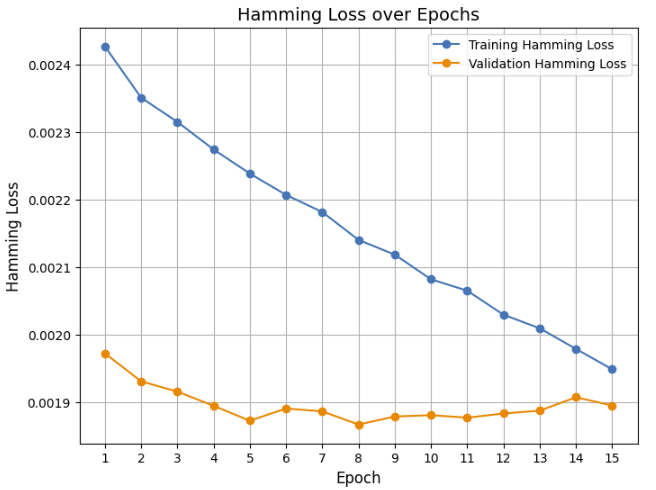 Hamming Loss over Epochs
Training Hamming Loss
Validation Hamming Loss
Hamming Loss
0.0024
0.0023
0.0022
0.0021
0.0020
0.0019
1 2 3 4 5 6 7 8 9 10 11 12 13 14 15
Epoch